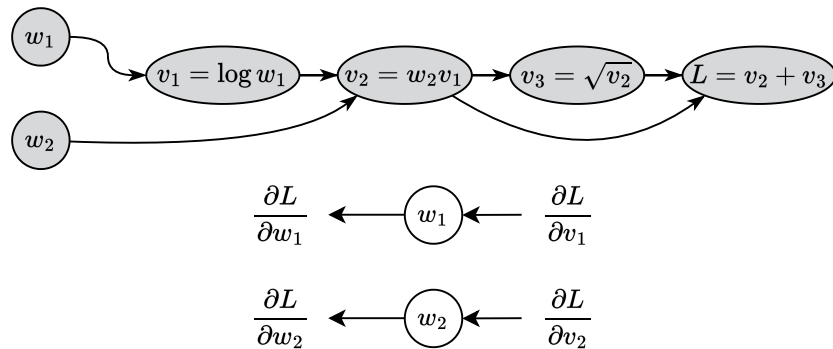 w₁
v₁ = log w₁
v₂ = w₂v₁
v₃ = √v₂
L = v₂ + v₃
w₂
∂L/∂w₁
w₁
∂L/∂v₁
∂L/∂w₂
w₂
∂L/∂v₂